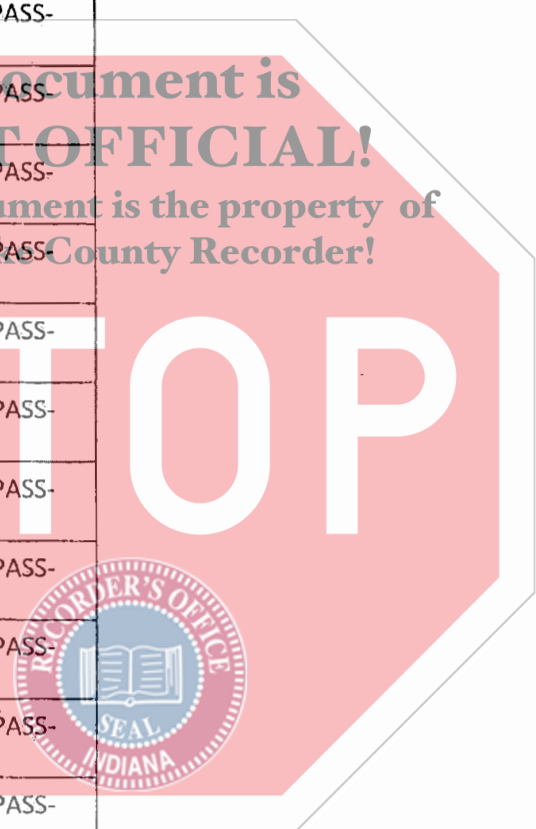 PASS-
ocument is
PASS-
T OFFICIAL!
PASS-
ument is the property of
PASS-
he County Recorder!
PASS-
TOP
PASS-
PASS-
PASS-
RECORDER'S OFFICE
PASS-
SEAL
PASS-
INDIANA
PASS-